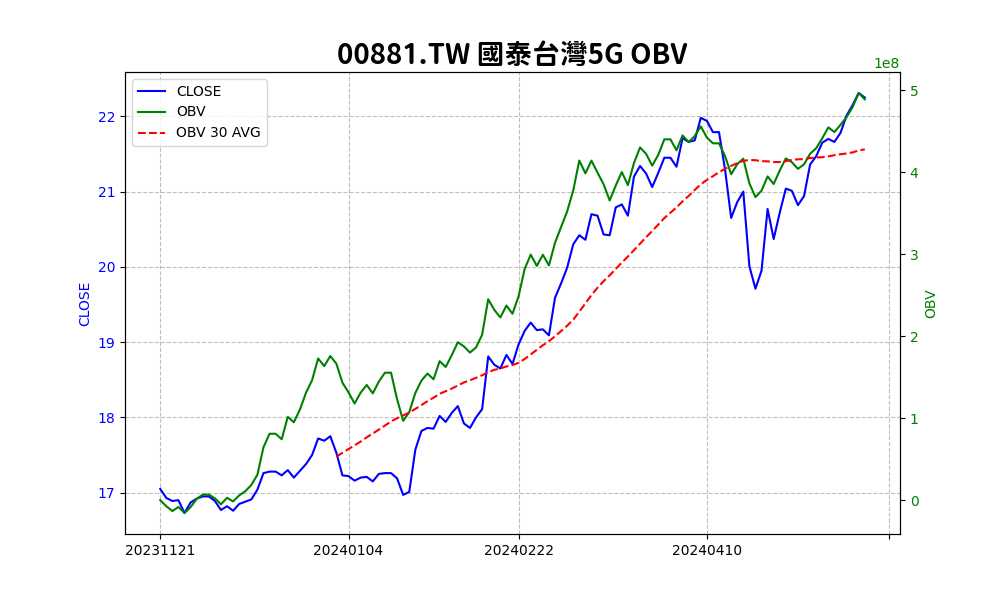 00881.TW 國泰台灣5G OBV
1e8
CLOSE
OBV
OBV 30 AVG
22
21
20
19
18
17
CLOSE
5
4
3
2
1
0
OBV
20231121
20240104
20240222
20240410